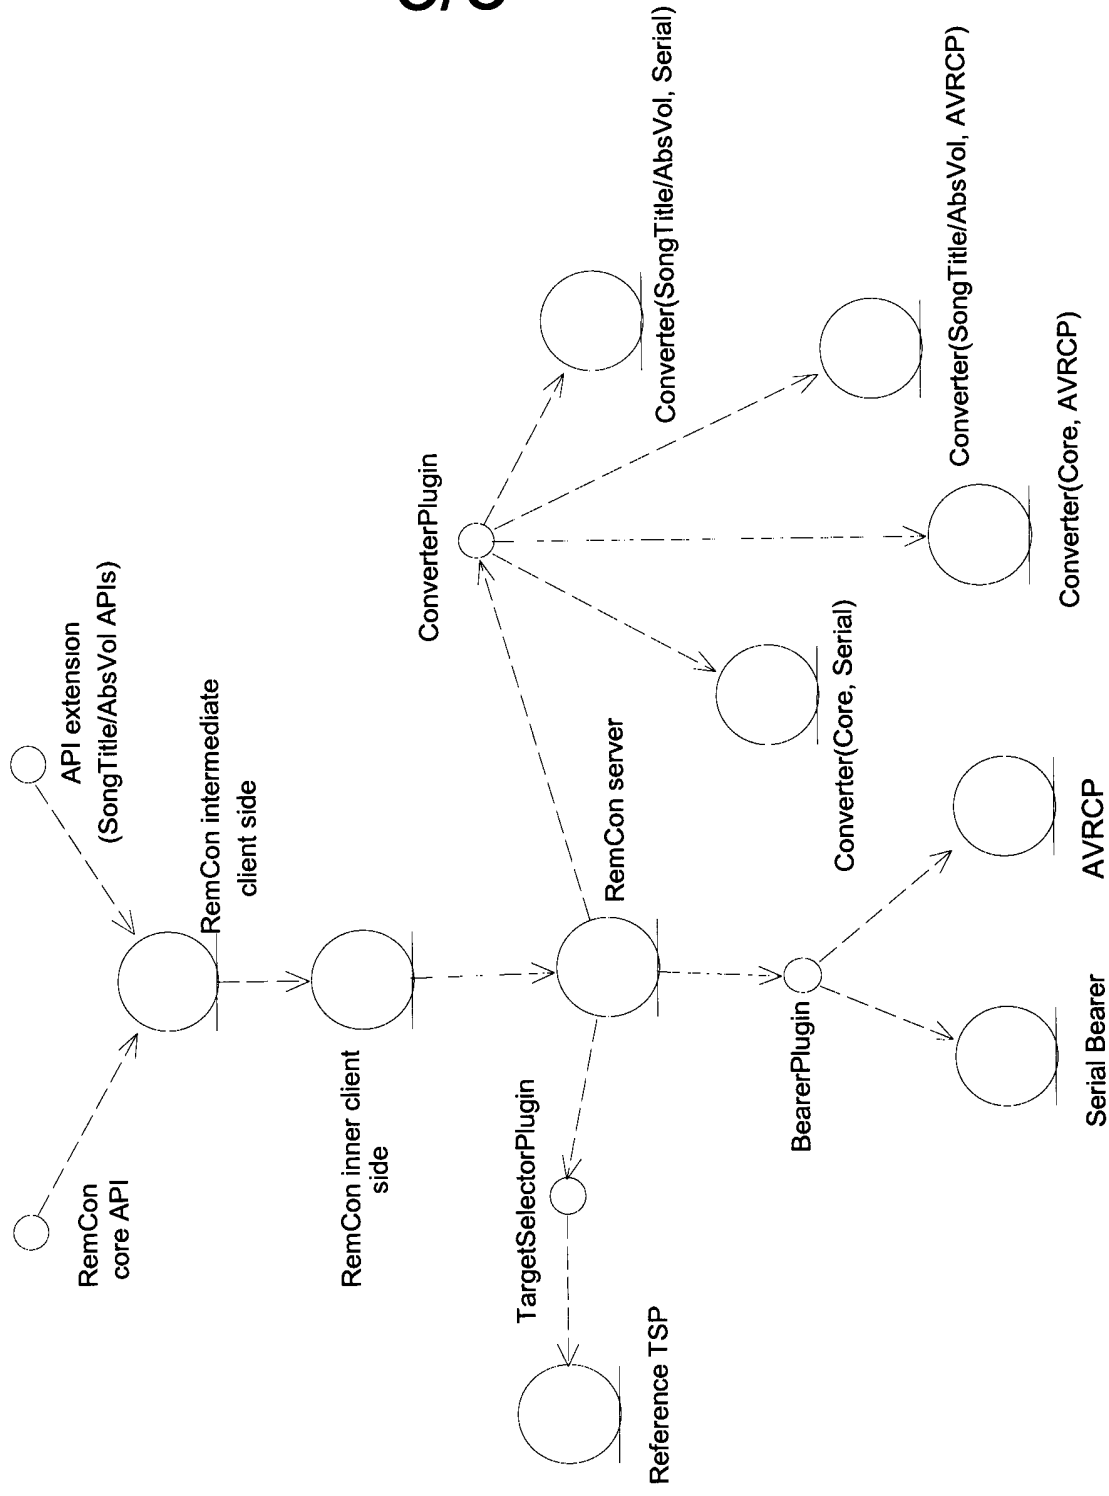 RemCon
core API
API extension
(SongTitle/AbsVol APIs)
RemCon intermediate
client side
RemCon inner client
side
ConverterPlugin
TargetSelectorPlugin
RemCon server
Reference TSP
Converter(SongTitle/AbsVol, Serial)
BearerPlugin
Converter(Core, Serial)
Converter(SongTitle/AbsVol, AVRCP)
Converter(Core, AVRCP)
Serial Bearer
AVRCP